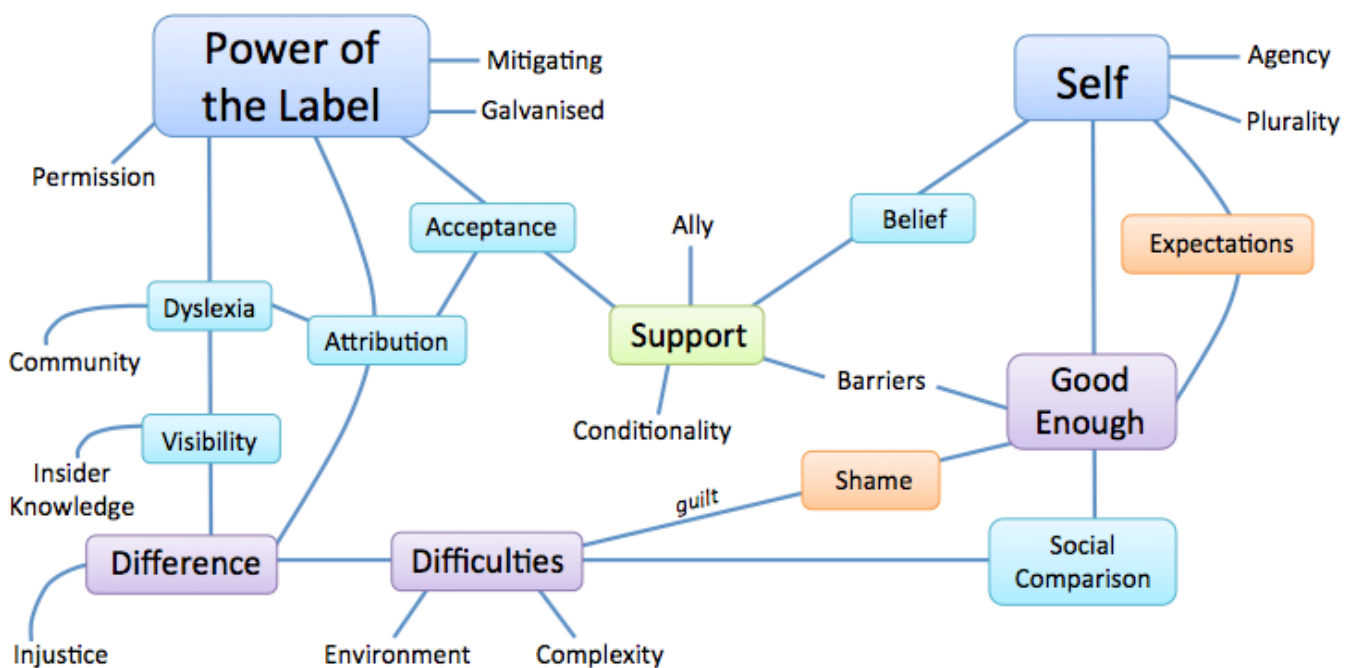 Power of
the Label
Mitigating
Galvanised
Permission
Self
Agency
Plurality
Acceptance
Ally
Belief
Expectations
Dyslexia
Attribution
Support
Community
Barriers
Good
Enough
Conditionality
Visibility
Insider
Knowledge
Shame
guilt
Difference
Difficulties
Social
Comparison
Injustice
Environment
Complexity